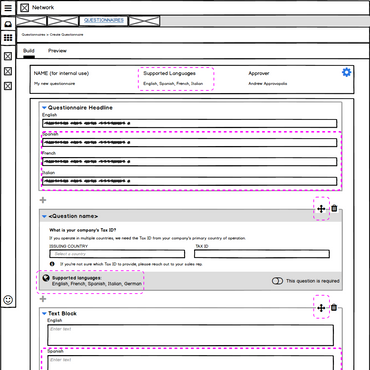 Network
QUESTIONNAIRES
Questionnaires > Create Questionnaire
Build Preview
NAME (for internal use) Supported Languages Approver
My new questionnaire English, Spanish, French, Italian Andrew Approvapolis
Questionnaire Headline
English
Spanish
French
Italian
<Question name>
What is your company's Tax ID?
If you operate in multiple countries, we need the Tax ID from your company's primary country of operation.
ISSUING COUNTRY TAX ID
Select a country
If you're not sure which Tax ID to provide, please reach out to your sales rep.
Supported languages:
English, French, Spanish, Italian, German
This question is required
Text Block
English
Enter text
Spanish
Enter text